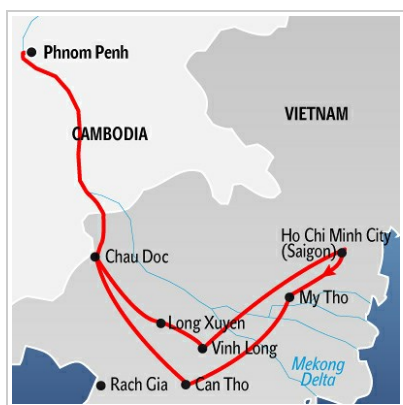 Phnom Penh
VIETNAM
CAMBODIA
Ho Chi Minh City
(Saigon)
Chau Doc
My Tho
Long Xuyen
Vinh Long
Mekong
Delta
Rach Gia
Can Tho